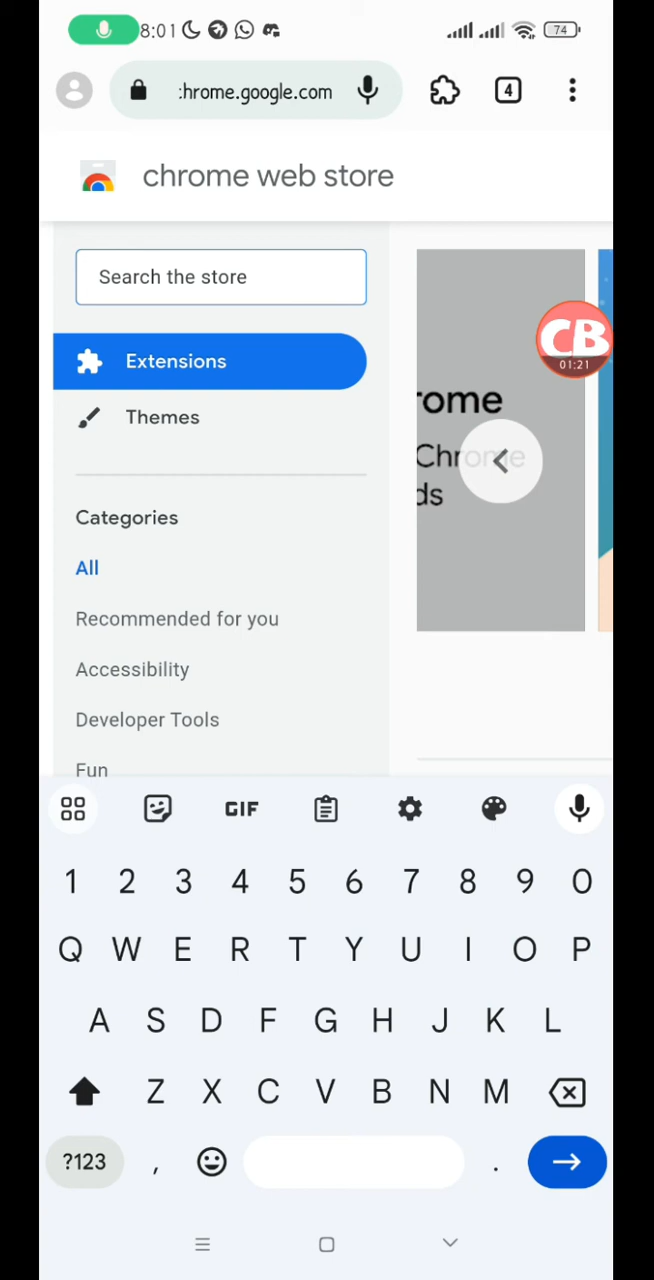 8:01
74
:hrome.google.com
4
chrome web store
Search the store
Extensions
Themes
Categories
All
Recommended for you
Accessibility
Developer Tools
Fun
rome
Chrome
ds
CB
01:21
GIF
1 2 3 4 5 6 7 8 9 0
Q W E R T Y U I O P
A S D F G H J K L
Z X C V B N M
?123 , .